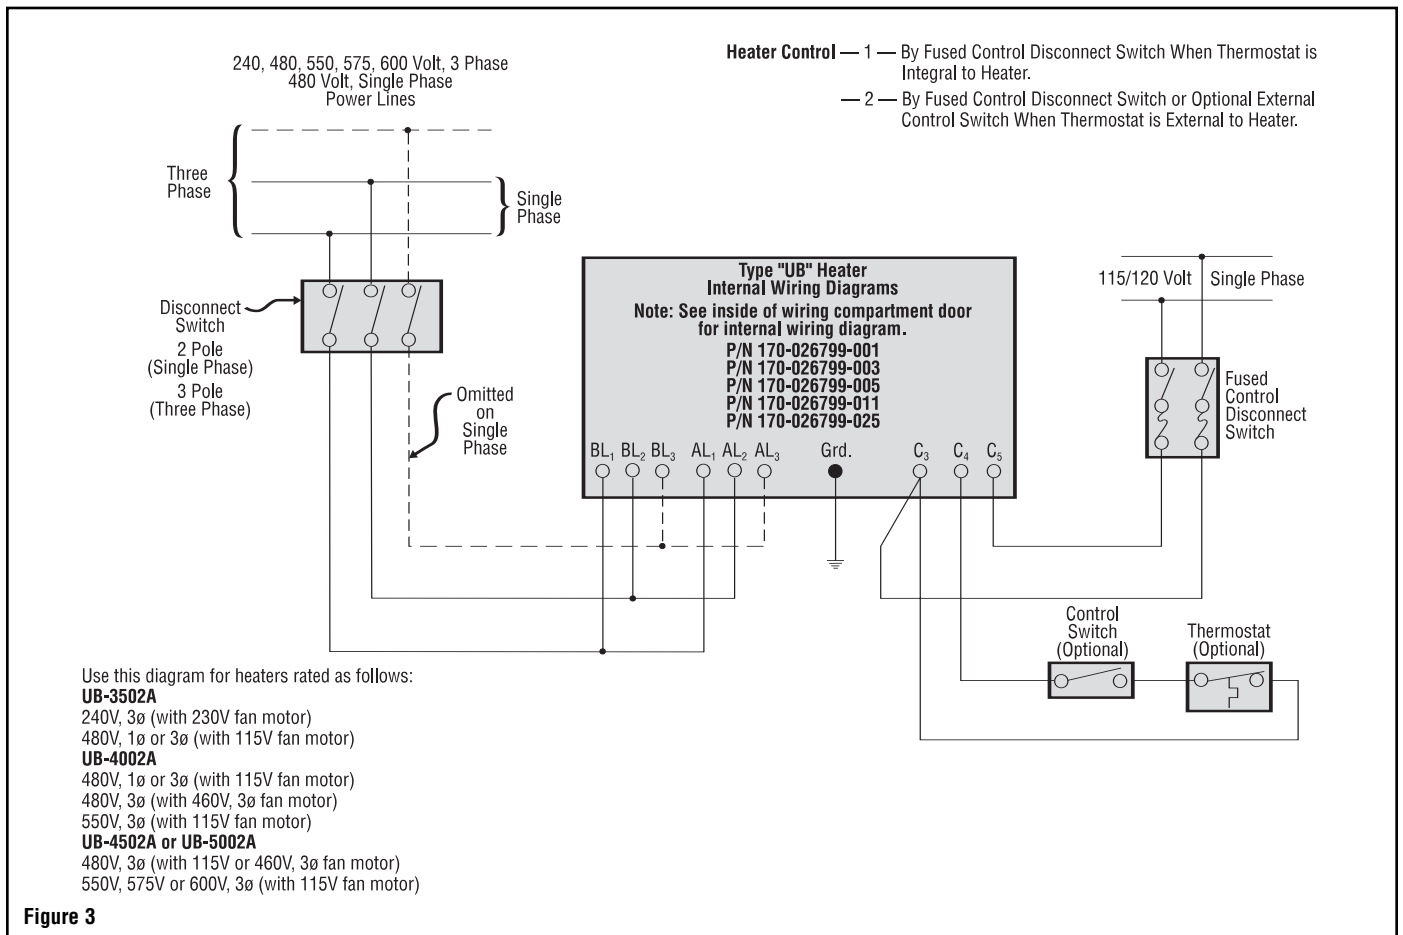 Heater Control — 1 — By Fused Control Disconnect Switch When Thermostat is
Integral to Heater.
— 2 — By Fused Control Disconnect Switch or Optional External
Control Switch When Thermostat is External to Heater.
240, 480, 550, 575, 600 Volt, 3 Phase
480 Volt, Single Phase
Power Lines
Three
Phase
Single
Phase
Disconnect
Switch
2 Pole
(Single Phase)
3 Pole
(Three Phase)
Omitted
on
Single
Phase
Type "UB" Heater
Internal Wiring Diagrams
Note: See inside of wiring compartment door
for internal wiring diagram.
P/N 170-026799-001
P/N 170-026799-003
P/N 170-026799-005
P/N 170-026799-011
P/N 170-026799-025
BL₁ BL₂ BL₃ AL₁ AL₂ AL₃ Grd. C₃ C₄ C₅
115/120 Volt Single Phase
Fused
Control
Disconnect
Switch
Control
Switch
(Optional)
Thermostat
(Optional)
Use this diagram for heaters rated as follows:
UB-3502A
240V, 3ø (with 230V fan motor)
480V, 1ø or 3ø (with 115V fan motor)
UB-4002A
480V, 1ø or 3ø (with 115V fan motor)
480V, 3ø (with 460V, 3ø fan motor)
550V, 3ø (with 115V fan motor)
UB-4502A or UB-5002A
480V, 3ø (with 115V or 460V, 3ø fan motor)
550V, 575V or 600V, 3ø (with 115V fan motor)
Figure 3